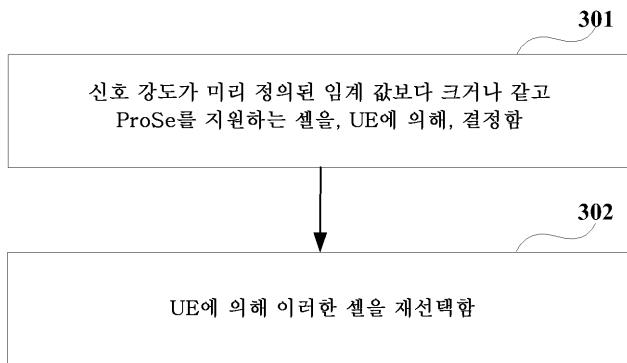 301
신호 강도가 미리 정의된 임계 값보다 크거나 같고
ProSe를 지원하는 셀을, UE에 의해, 결정함
302
UE에 의해 이러한 셀을 재선택함